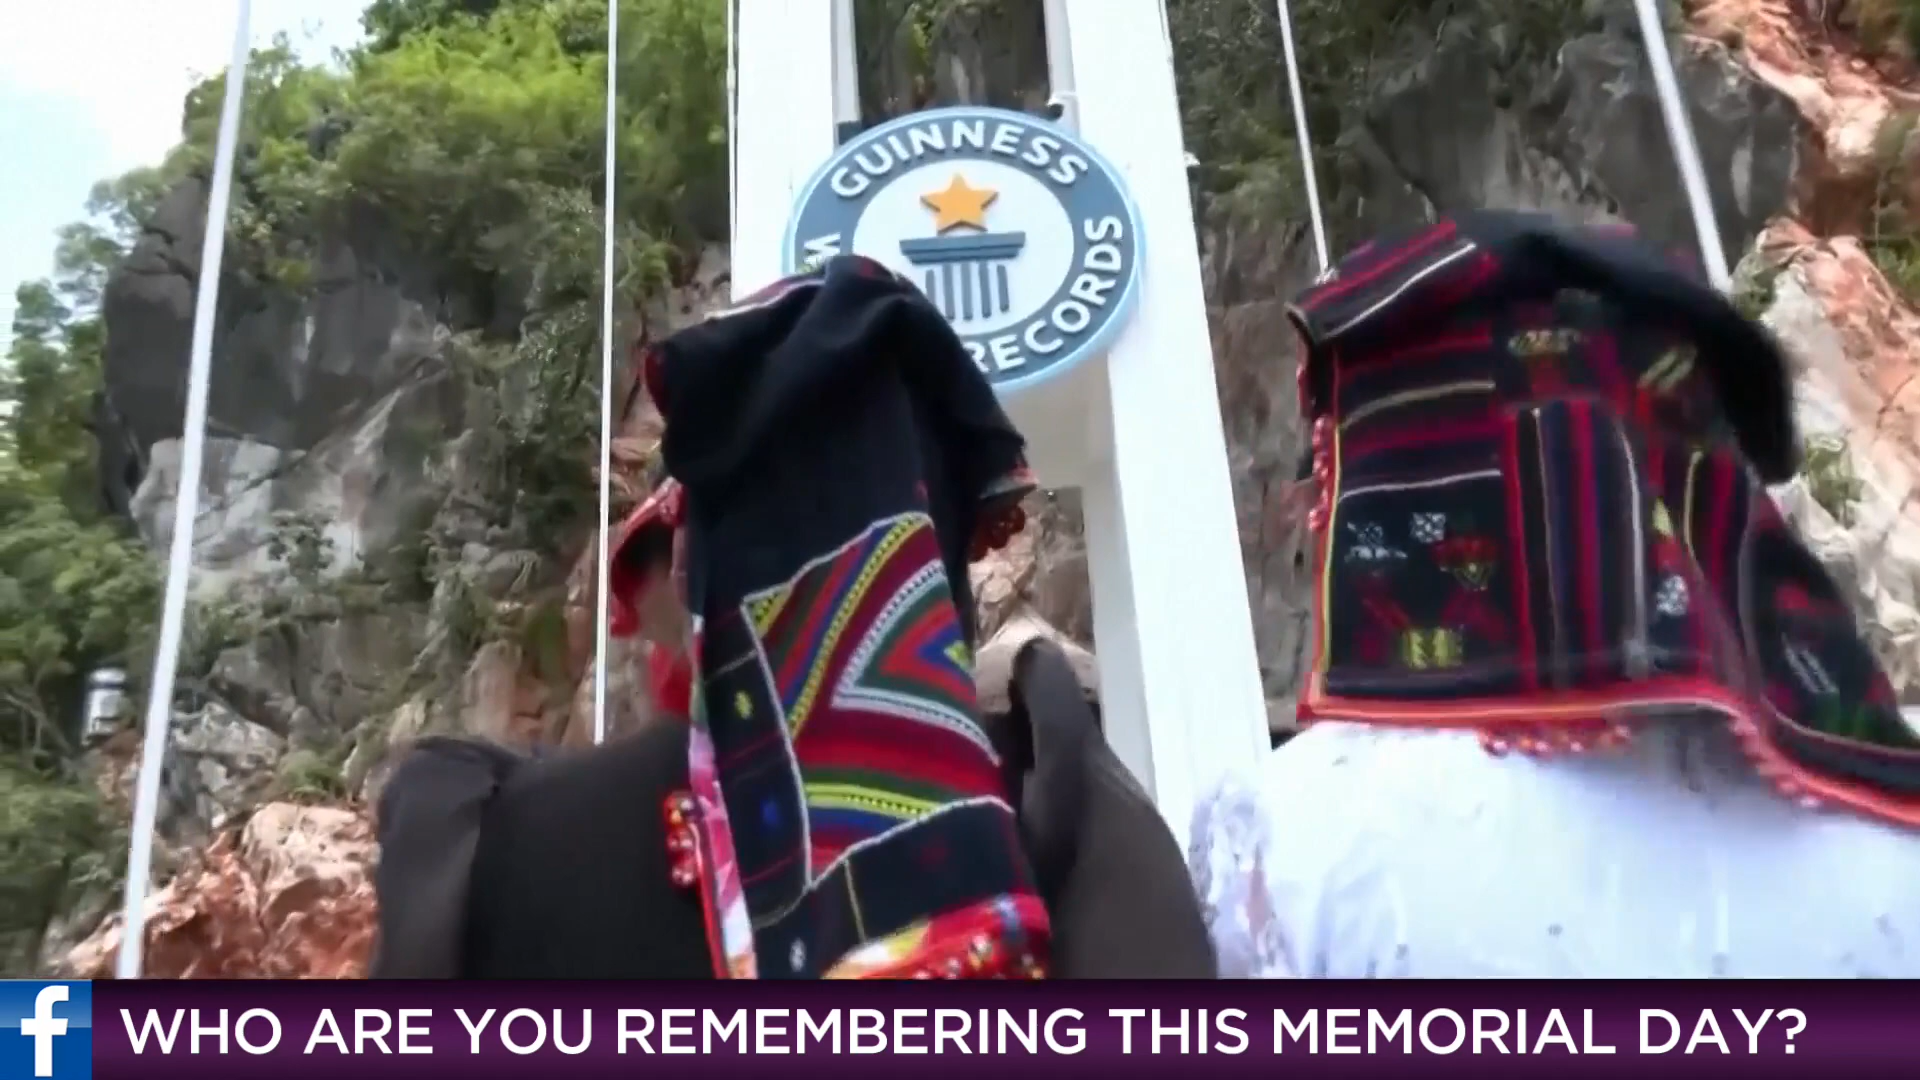 GUINNESS
W
RECORDS
f WHO ARE YOU REMEMBERING THIS MEMORIAL DAY?